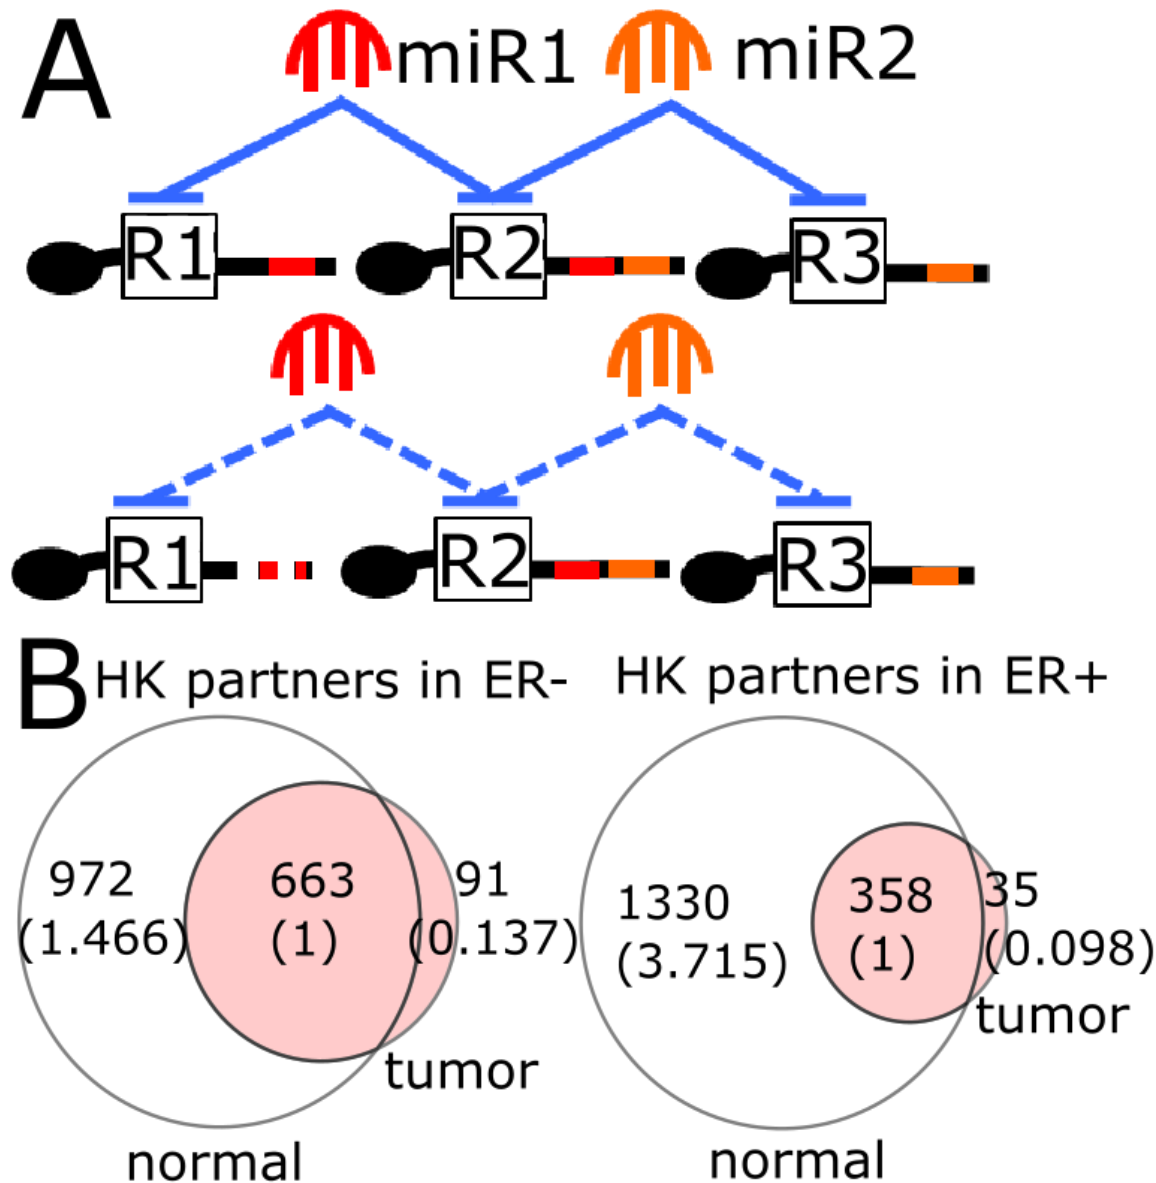 A
miR1 miR2
R1 R2 R3
R1 R2 R3
B
HK partners in ER- HK partners in ER+
972 663 91
(1.466) (1) (0.137)
tumor
normal
1330 358 35
(3.715) (1) (0.098)
tumor
normal